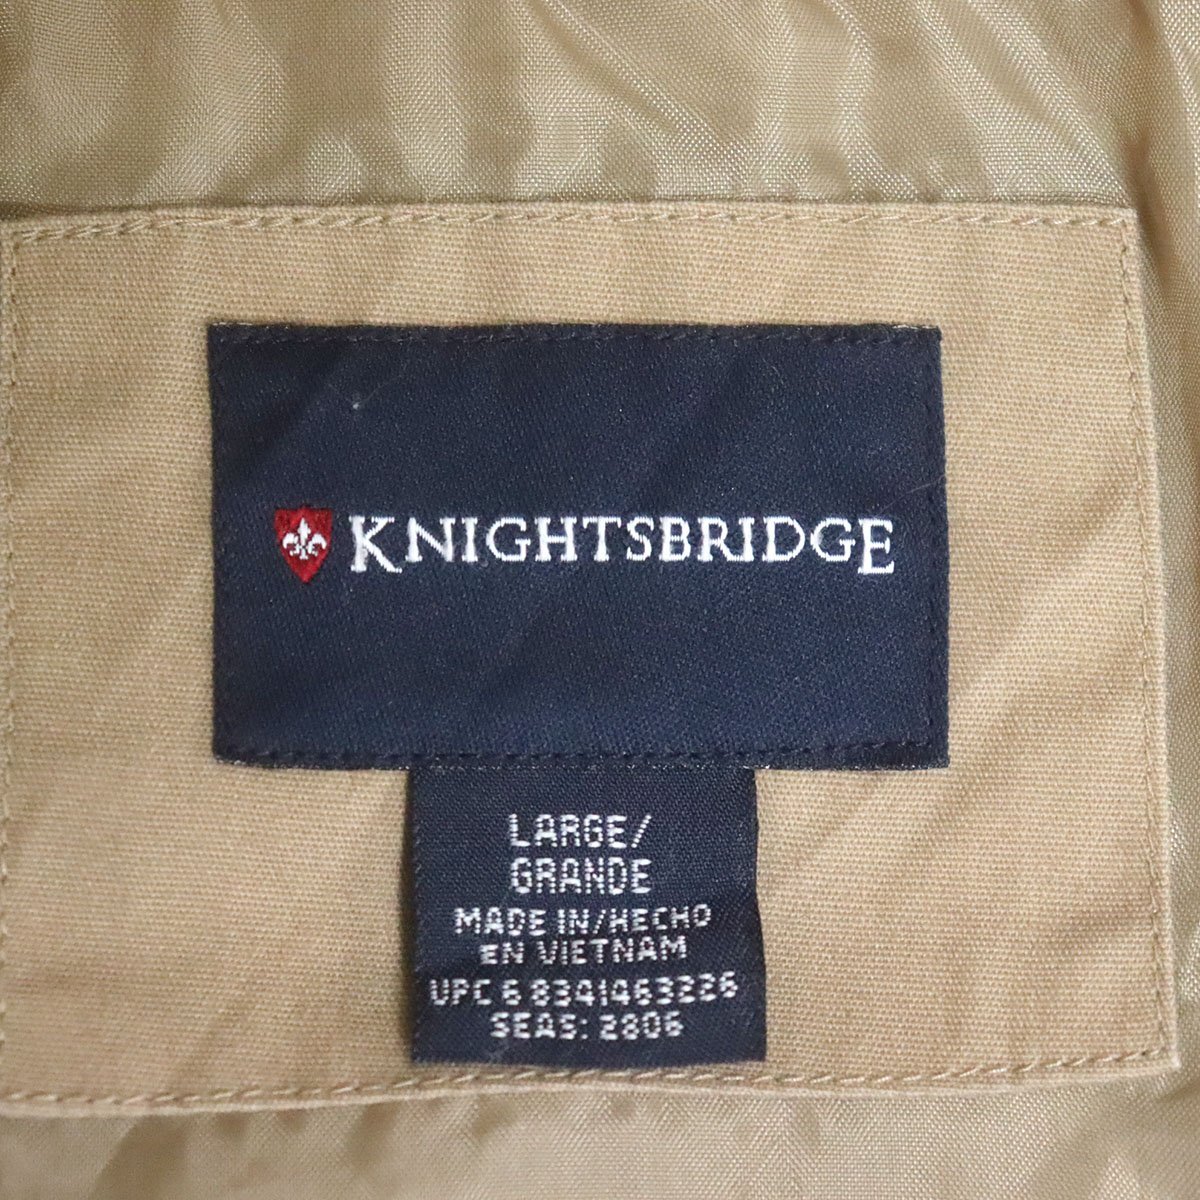 KNIGHTSBRIDGE
LARGE/
GRANDE
MADE IN/HECHO
EN VIETNAM
UPC 6 8341463226
SEAS: 2806